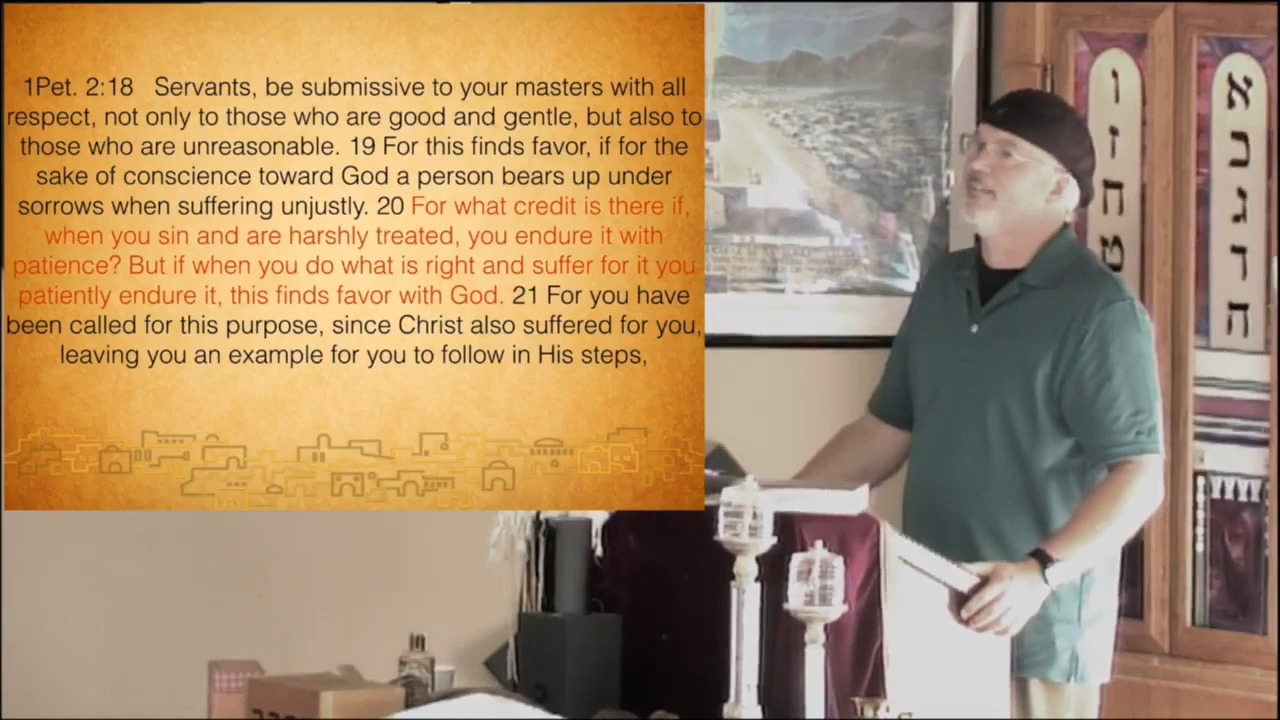 1Pet. 2:18 Servants, be submissive to your masters with all
respect, not only to those who are good and gentle, but also to
those who are unreasonable. 19 For this finds favor, if for the
sake of conscience toward God a person bears up under
sorrows when suffering unjustly. 20 For what credit is there if,
when you sin and are harshly treated, you endure it with
patience? But if when you do what is right and suffer for it you
patiently endure it, this finds favor with God. 21 For you have
been called for this purpose, since Christ also suffered for you,
leaving you an example for you to follow in His steps,
א
ב
ג
ד
ה
ו
ז
ח
ט